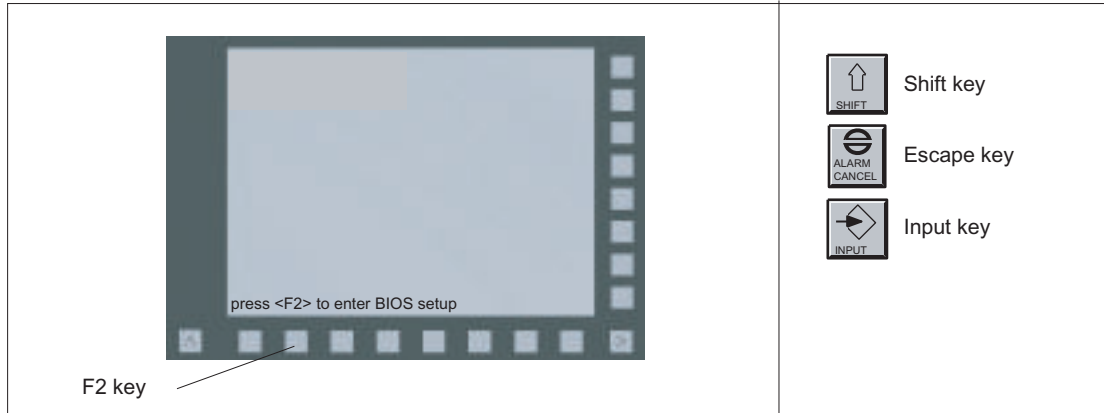 press <F2> to enter BIOS setup
F2 key
SHIFT
Shift key
ALARM
CANCEL
Escape key
INPUT
Input key